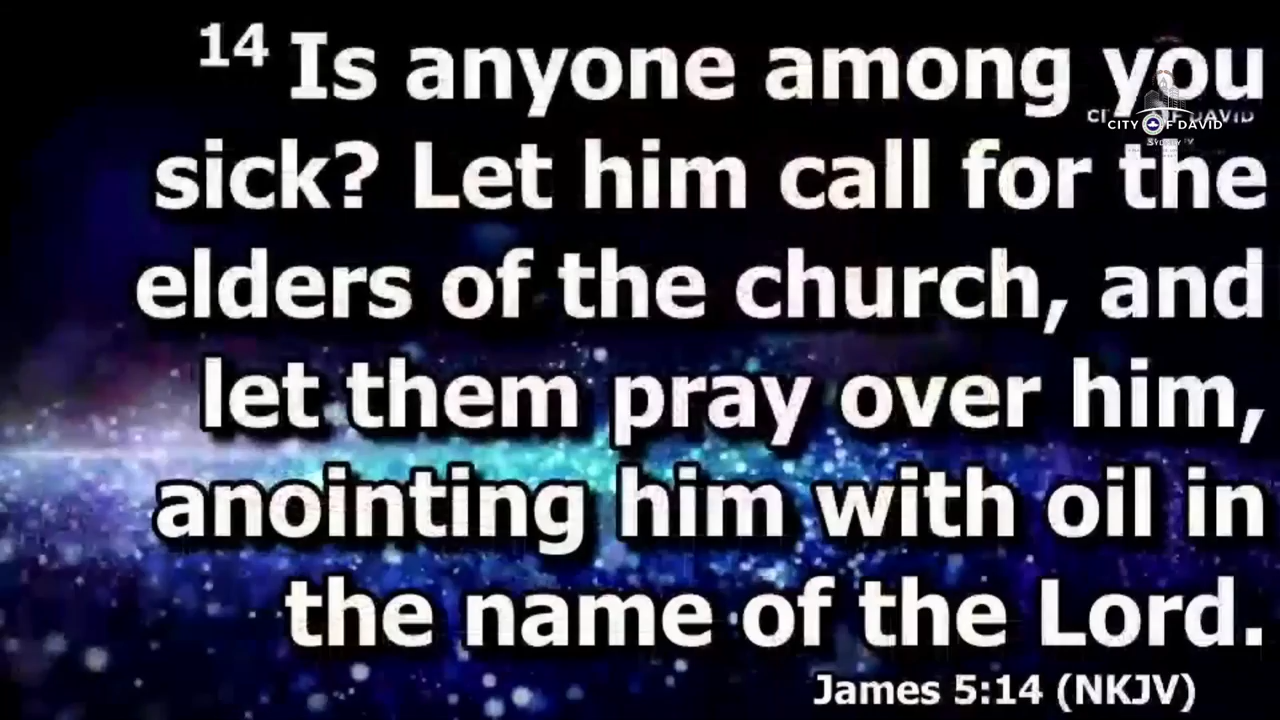 14 Is anyone among you
sick? Let him call for the
elders of the church, and
let them pray over him,
anointing him with oil in
the name of the Lord.
James 5:14 (NKJV)
CITY OF DAVID
SYDNEY